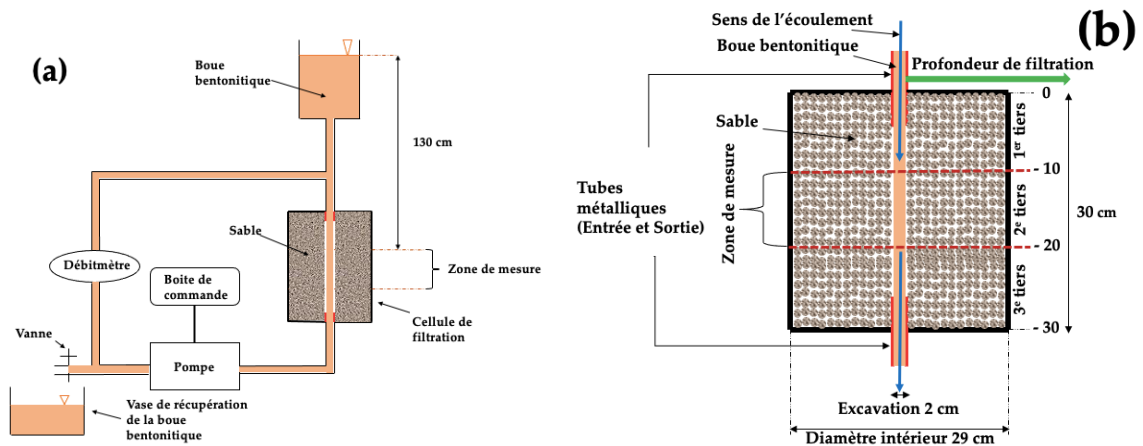 (a)
Boue
bentonitique
130 cm
Sable
Débitmètre
Boite de
commande
Zone de mesure
Vanne
Pompe
Cellule de
filtration
Vase de récupération
de la boue
bentonitique
(b)
Sens de l'écoulement
Boue bentonitique
Profondeur de filtration
0
Sable
1er tiers
- 10
Zone de mesure
2e tiers
30 cm
Tubes
métalliques
(Entrée et Sortie)
- 20
3e tiers
- 30
Excavation 2 cm
Diamètre intérieur 29 cm